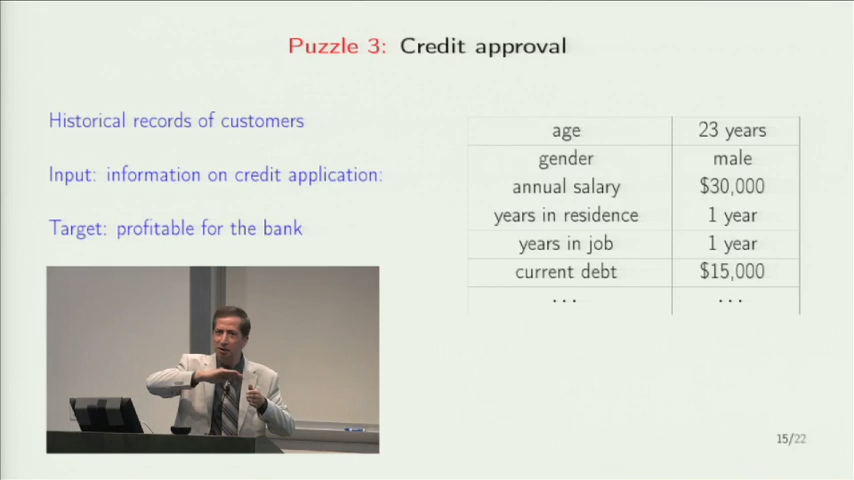 Puzzle 3: Credit approval
Historical records of customers
Input: information on credit application:
Target: profitable for the bank
age 23 years
gender male
annual salary $30,000
years in residence 1 year
years in job 1 year
current debt $15,000
... ...
15/22